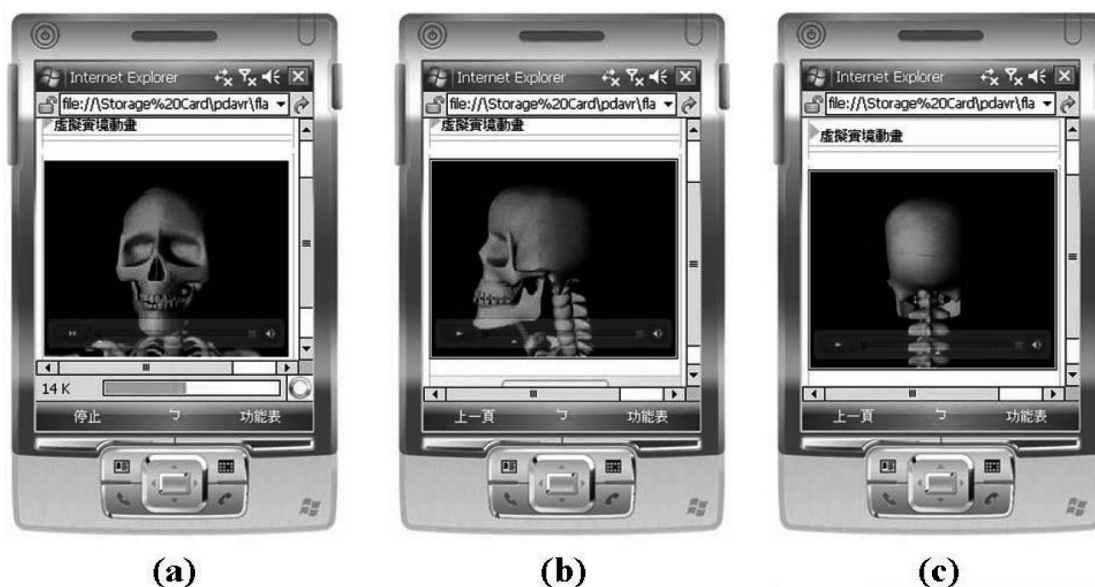 Internet Explorer
file://\Storage%20Card\pdavr\fla
虛擬實境動畫
14 K
停止 ㄅ 功能表
(a)
Internet Explorer
file://\Storage%20Card\pdavr\fla
虛擬實境動畫
上一頁 ㄅ 功能表
(b)
Internet Explorer
file://\Storage%20Card\pdavr\fla
虛擬實境動畫
上一頁 ㄅ 功能表
(c)